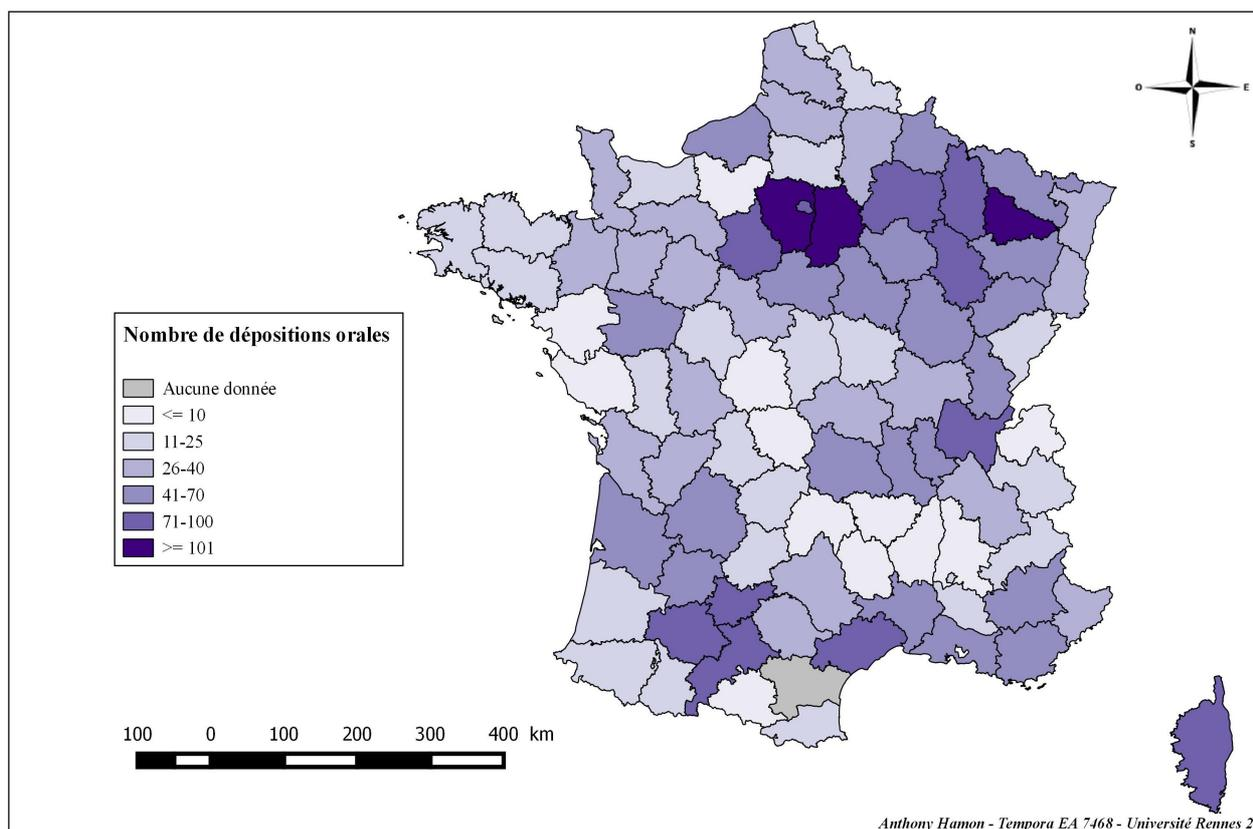 N
O
E
S
Nombre de dépositions orales
Aucune donnée
<= 10
11-25
26-40
41-70
71-100
>= 101
100 0 100 200 300 400 km
Anthony Hamon - Tempora EA 7468 - Université Rennes 2